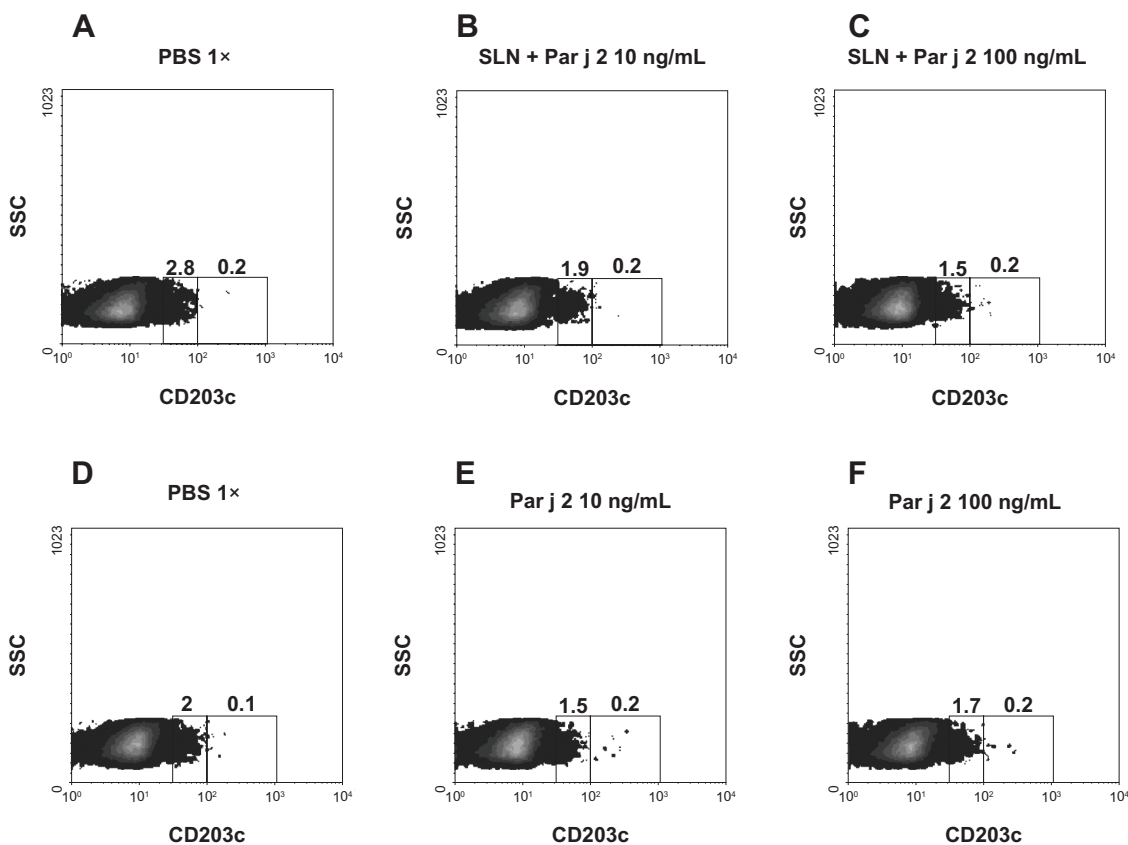 A
PBS 1×
1023
SSC
0
2.8 0.2
10⁰ 10¹ 10² 10³ 10⁴
CD203c
B
SLN + Par j 2 10 ng/mL
1023
SSC
0
1.9 0.2
10⁰ 10¹ 10² 10³ 10⁴
CD203c
C
SLN + Par j 2 100 ng/mL
1023
SSC
0
1.5 0.2
10⁰ 10¹ 10² 10³ 10⁴
CD203c
D
PBS 1×
1023
SSC
0
2 0.1
10⁰ 10¹ 10² 10³ 10⁴
CD203c
E
Par j 2 10 ng/mL
1023
SSC
0
1.5 0.2
10⁰ 10¹ 10² 10³ 10⁴
CD203c
F
Par j 2 100 ng/mL
1023
SSC
0
1.7 0.2
10⁰ 10¹ 10² 10³ 10⁴
CD203c